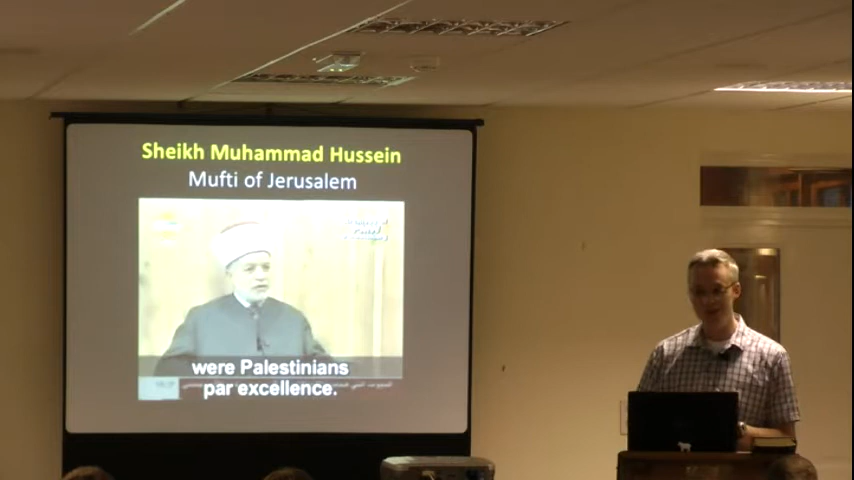 Sheikh Muhammad Hussein
Mufti of Jerusalem
were Palestinians
par excellence.